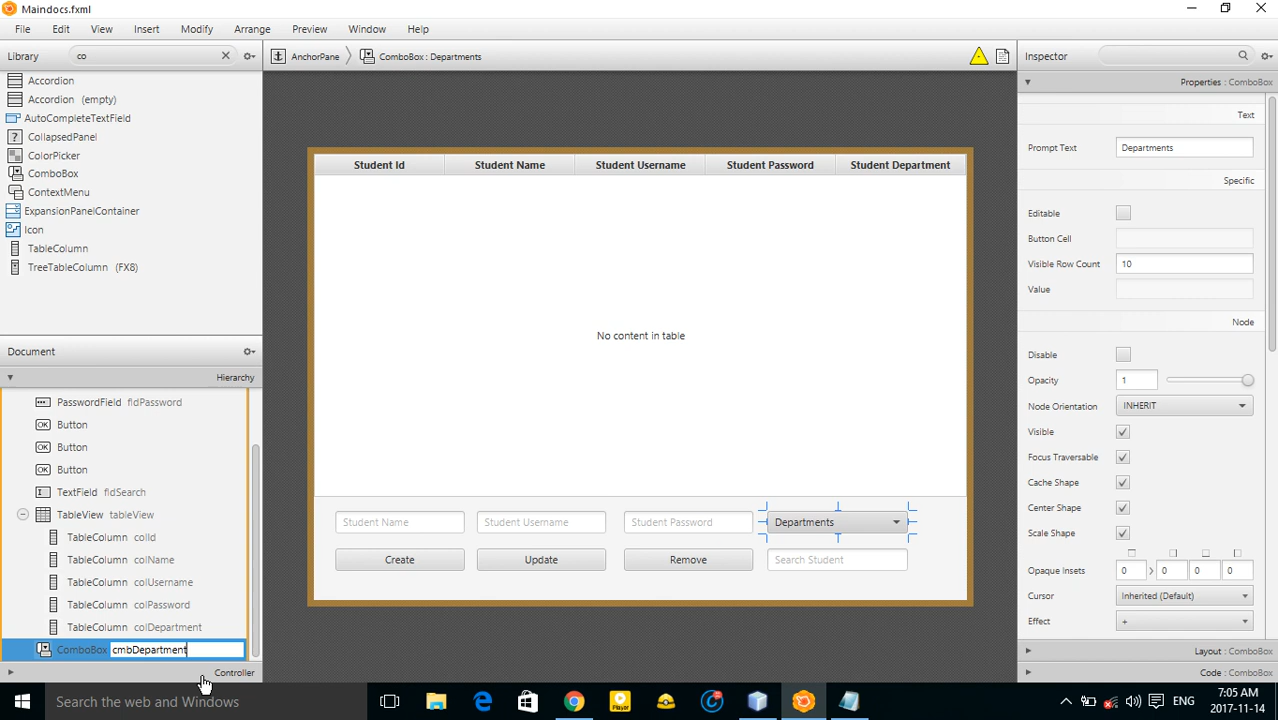 Maindocs.fxml
File Edit View Insert Modify Arrange Preview Window Help
Library co
AnchorPane ComboBox : Departments
Inspector
Accordion
Accordion (empty)
AutoCompleteTextField
CollapsedPanel
ColorPicker
ComboBox
ContextMenu
ExpansionPanelContainer
Icon
TableColumn
TreeTableColumn (FX8)
Document
Hierarchy
PasswordField fldPassword
Button
Button
Button
TextField fldSearch
TableView tableView
TableColumn colId
TableColumn colName
TableColumn colUsername
TableColumn colPassword
TableColumn colDepartment
ComboBox cmbDepartment
Controller
Student Id Student Name Student Username Student Password Student Department
No content in table
Student Name Student Username Student Password Departments
Create Update Remove Search Student
Properties : ComboBox
Text
Prompt Text Departments
Specific
Editable
Button Cell
Visible Row Count 10
Value
Node
Disable
Opacity 1
Node Orientation INHERIT
Visible
Focus Traversable
Cache Shape
Center Shape
Scale Shape
Opaque Insets 0 0 0 0
Cursor Inherited (Default)
Effect +
Layout : ComboBox
Code : ComboBox
Search the web and Windows
Player
ENG
7:05 AM
2017-11-14